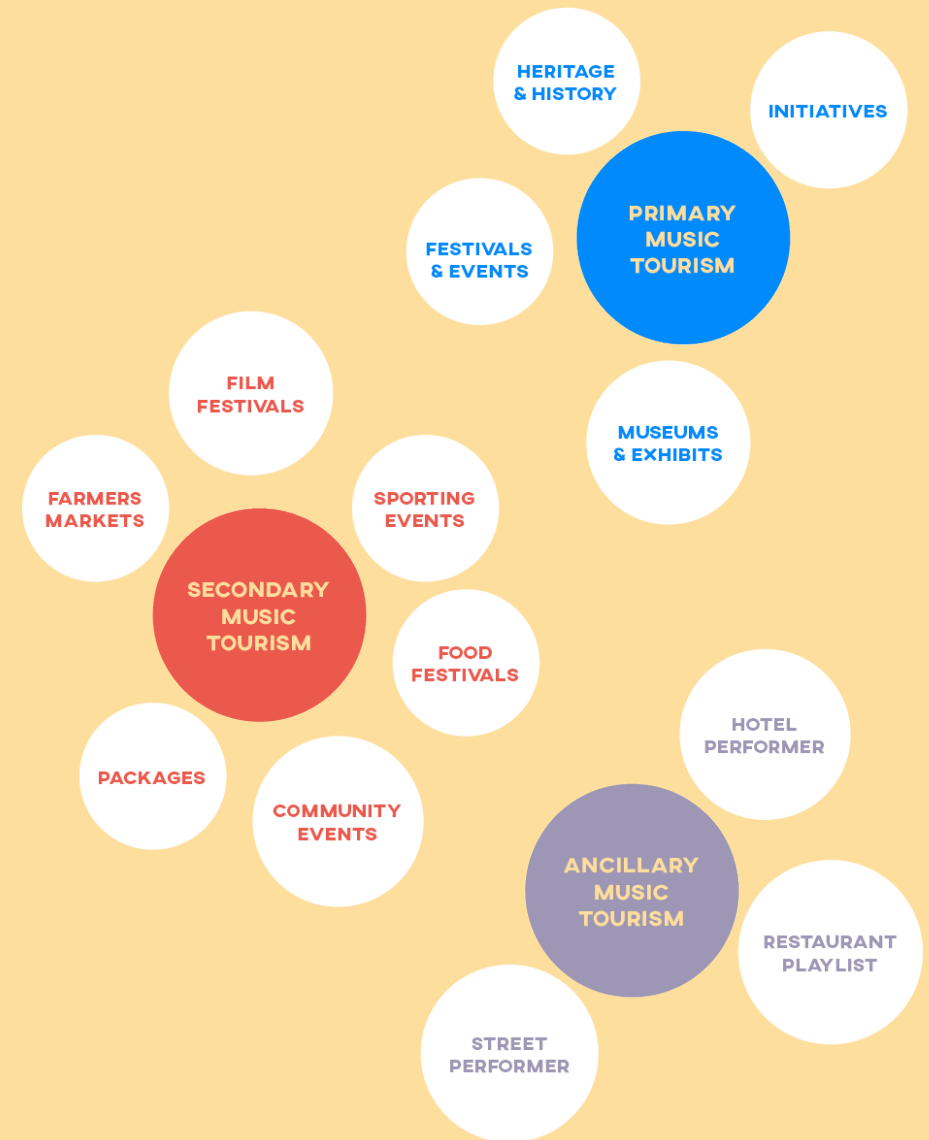 HERITAGE
& HISTORY
INITIATIVES
PRIMARY
MUSIC
TOURISM
FESTIVALS
& EVENTS
MUSEUMS
& EXHIBITS
FILM
FESTIVALS
FARMERS
MARKETS
SPORTING
EVENTS
SECONDARY
MUSIC
TOURISM
FOOD
FESTIVALS
PACKAGES
COMMUNITY
EVENTS
HOTEL
PERFORMER
ANCILLARY
MUSIC
TOURISM
RESTAURANT
PLAYLIST
STREET
PERFORMER